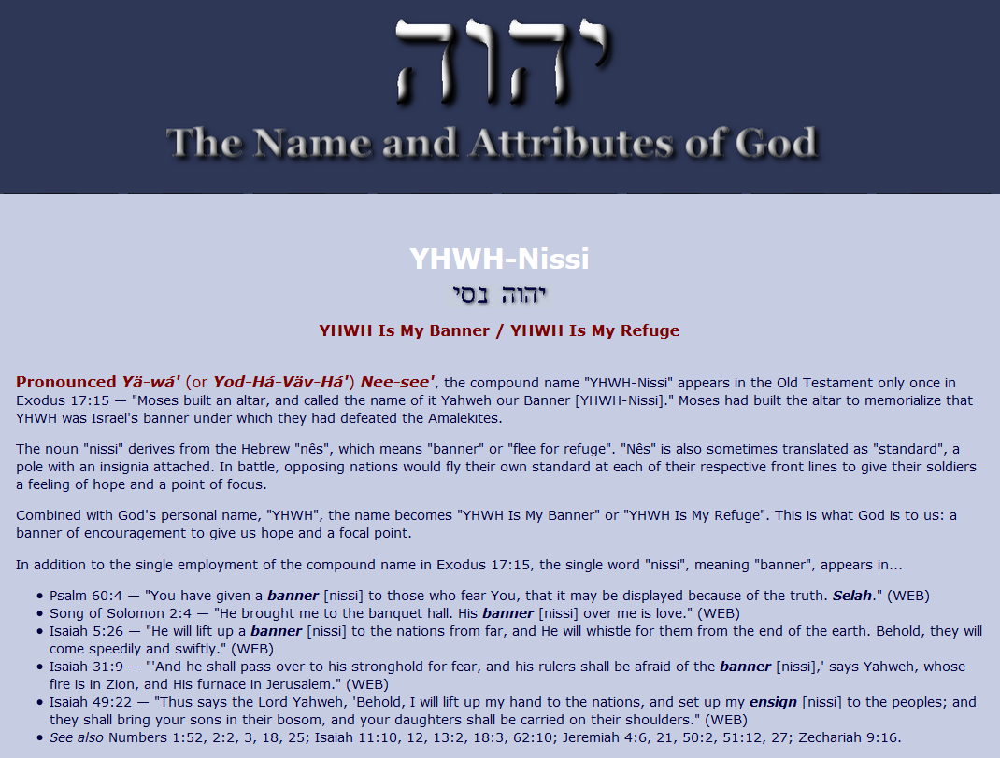 יהוה
The Name and Attributes of God
YHWH-Nissi
יהוה נסי
YHWH Is My Banner / YHWH Is My Refuge
Pronounced Yä-wá' (or Yod-Há-Väv-Há') Nee-see', the compound name "YHWH-Nissi" appears in the Old Testament only once in
Exodus 17:15 — "Moses built an altar, and called the name of it Yahweh our Banner [YHWH-Nissi]." Moses had built the altar to memorialize that
YHWH was Israel's banner under which they had defeated the Amalekites.
The noun "nissi" derives from the Hebrew "nês", which means "banner" or "flee for refuge". "Nês" is also sometimes translated as "standard", a
pole with an insignia attached. In battle, opposing nations would fly their own standard at each of their respective front lines to give their soldiers
a feeling of hope and a point of focus.
Combined with God's personal name, "YHWH", the name becomes "YHWH Is My Banner" or "YHWH Is My Refuge". This is what God is to us: a
banner of encouragement to give us hope and a focal point.
In addition to the single employment of the compound name in Exodus 17:15, the single word "nissi", meaning "banner", appears in...
• Psalm 60:4 — "You have given a banner [nissi] to those who fear You, that it may be displayed because of the truth. Selah." (WEB)
• Song of Solomon 2:4 — "He brought me to the banquet hall. His banner [nissi] over me is love." (WEB)
• Isaiah 5:26 — "He will lift up a banner [nissi] to the nations from far, and He will whistle for them from the end of the earth. Behold, they will
come speedily and swiftly." (WEB)
• Isaiah 31:9 — "'And he shall pass over to his stronghold for fear, and his rulers shall be afraid of the banner [nissi],' says Yahweh, whose
fire is in Zion, and His furnace in Jerusalem." (WEB)
• Isaiah 49:22 — "Thus says the Lord Yahweh, 'Behold, I will lift up my hand to the nations, and set up my ensign [nissi] to the peoples; and
they shall bring your sons in their bosom, and your daughters shall be carried on their shoulders." (WEB)
• See also Numbers 1:52, 2:2, 3, 18, 25; Isaiah 11:10, 12, 13:2, 18:3, 62:10; Jeremiah 4:6, 21, 50:2, 51:12, 27; Zechariah 9:16.